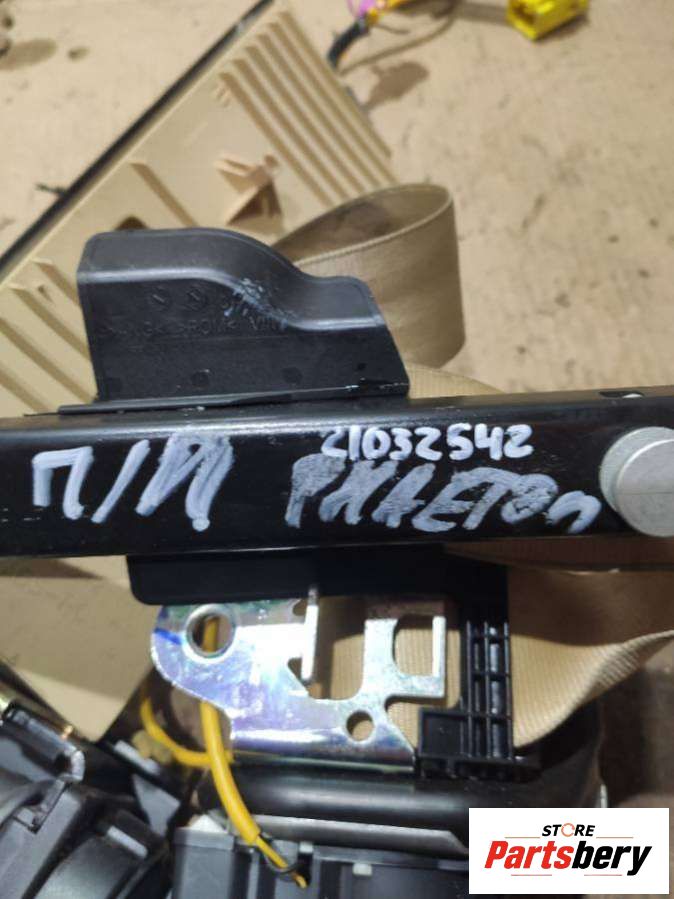 21032542
П/П PHAETON
STORE
Partsbery